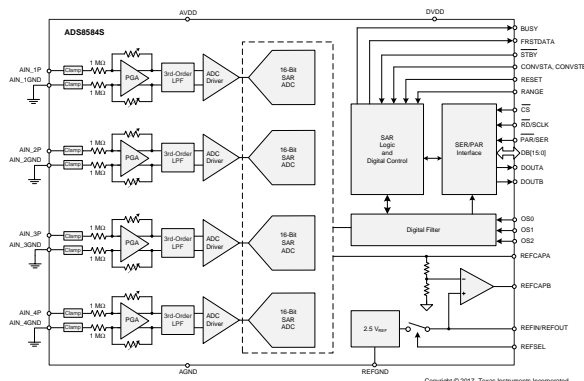 AVDD
DVDD
ADS8584S
BUSY
FRSTDATA
STBY
CONVSTA, CONVSTB
RESET
RANGE
CS
RD/SCLK
PAR/SER
DB[15:0]
DOUTA
DOUTB
OS0
OS1
OS2
REFCAPA
REFCAPB
REFIN/REFOUT
REFSEL
AIN_1P
AIN_1GND
Clamp
Clamp
1 MΩ
1 MΩ
PGA
3rd-Order
LPF
ADC
Driver
16-Bit
SAR
ADC
AIN_2P
AIN_2GND
Clamp
Clamp
1 MΩ
1 MΩ
PGA
3rd-Order
LPF
ADC
Driver
16-Bit
SAR
ADC
AIN_3P
AIN_3GND
Clamp
Clamp
1 MΩ
1 MΩ
PGA
3rd-Order
LPF
ADC
Driver
16-Bit
SAR
ADC
AIN_4P
AIN_4GND
Clamp
Clamp
1 MΩ
1 MΩ
PGA
3rd-Order
LPF
ADC
Driver
16-Bit
SAR
ADC
SAR
Logic
and
Digital Control
SER/PAR
Interface
Digital Filter
2.5 VREF
AGND
REFGND
Copyright © 2017, Texas Instruments Incorporated